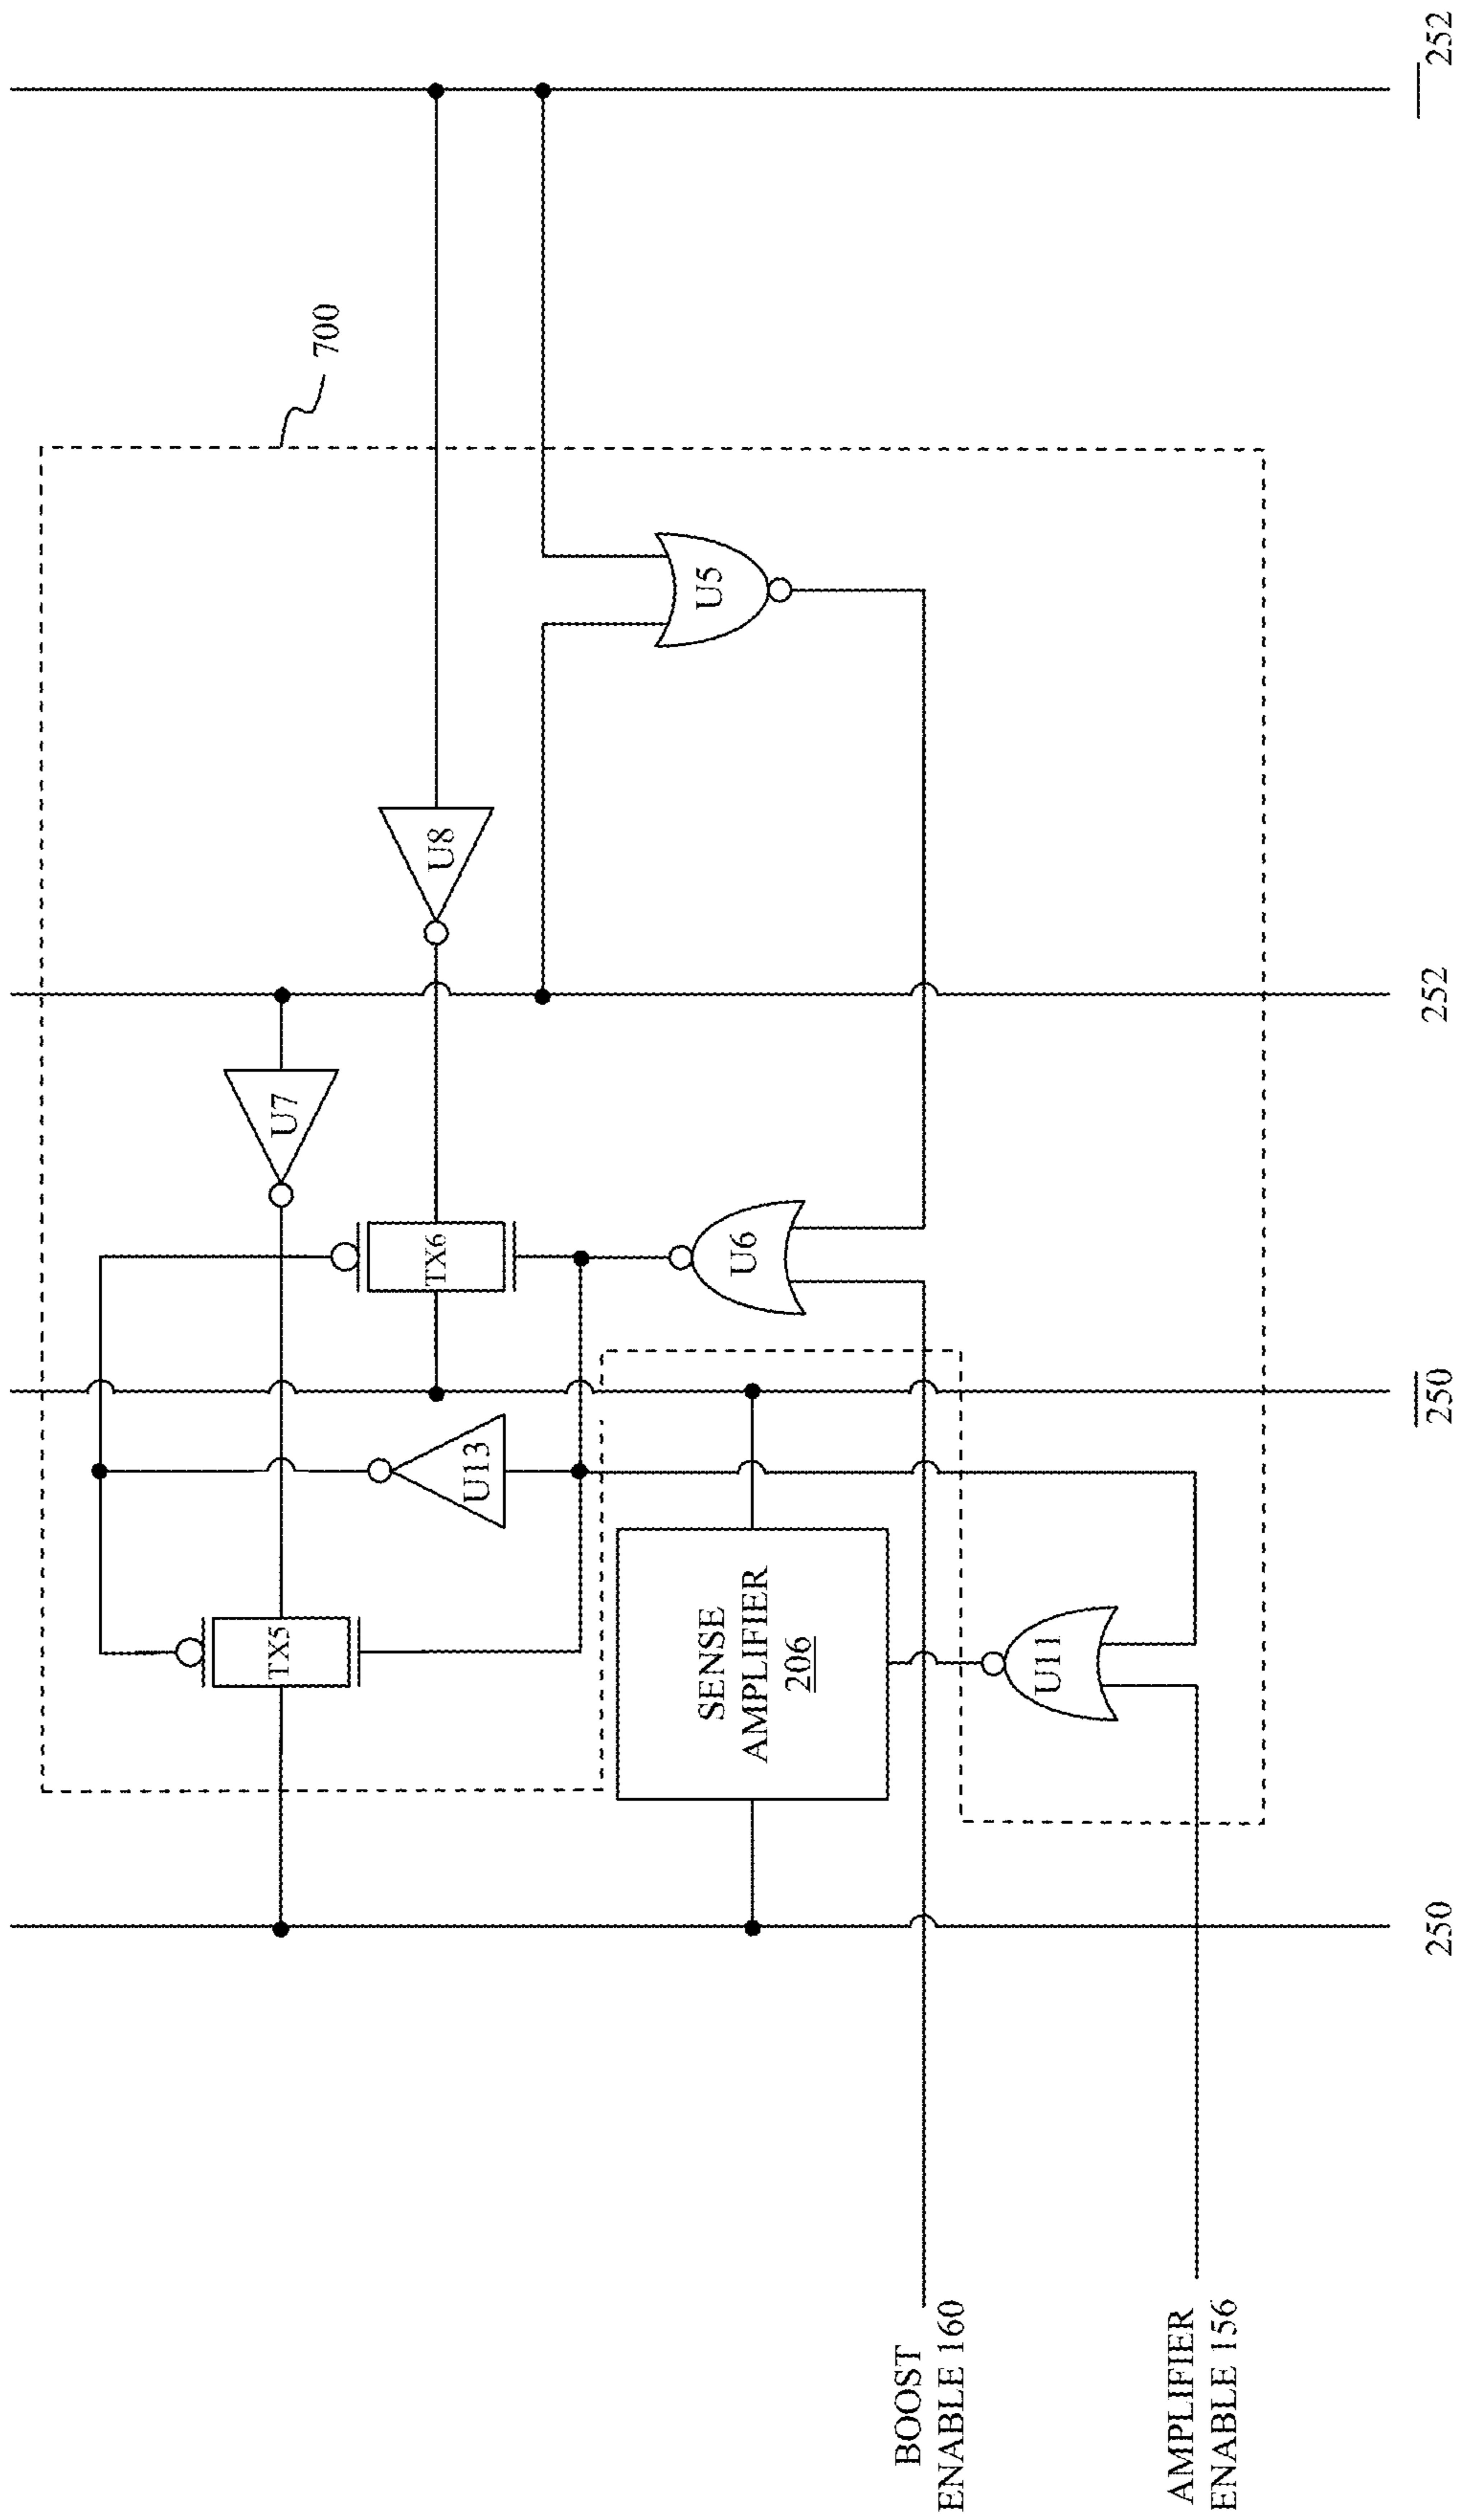 252
700
U5
U8
252
U7
TX6
U6
250
U13
TX5
SENSE
AMPLIFIER
206
U11
250
BOOST
ENABLE 160
AMPLIFIER
ENABLE 156